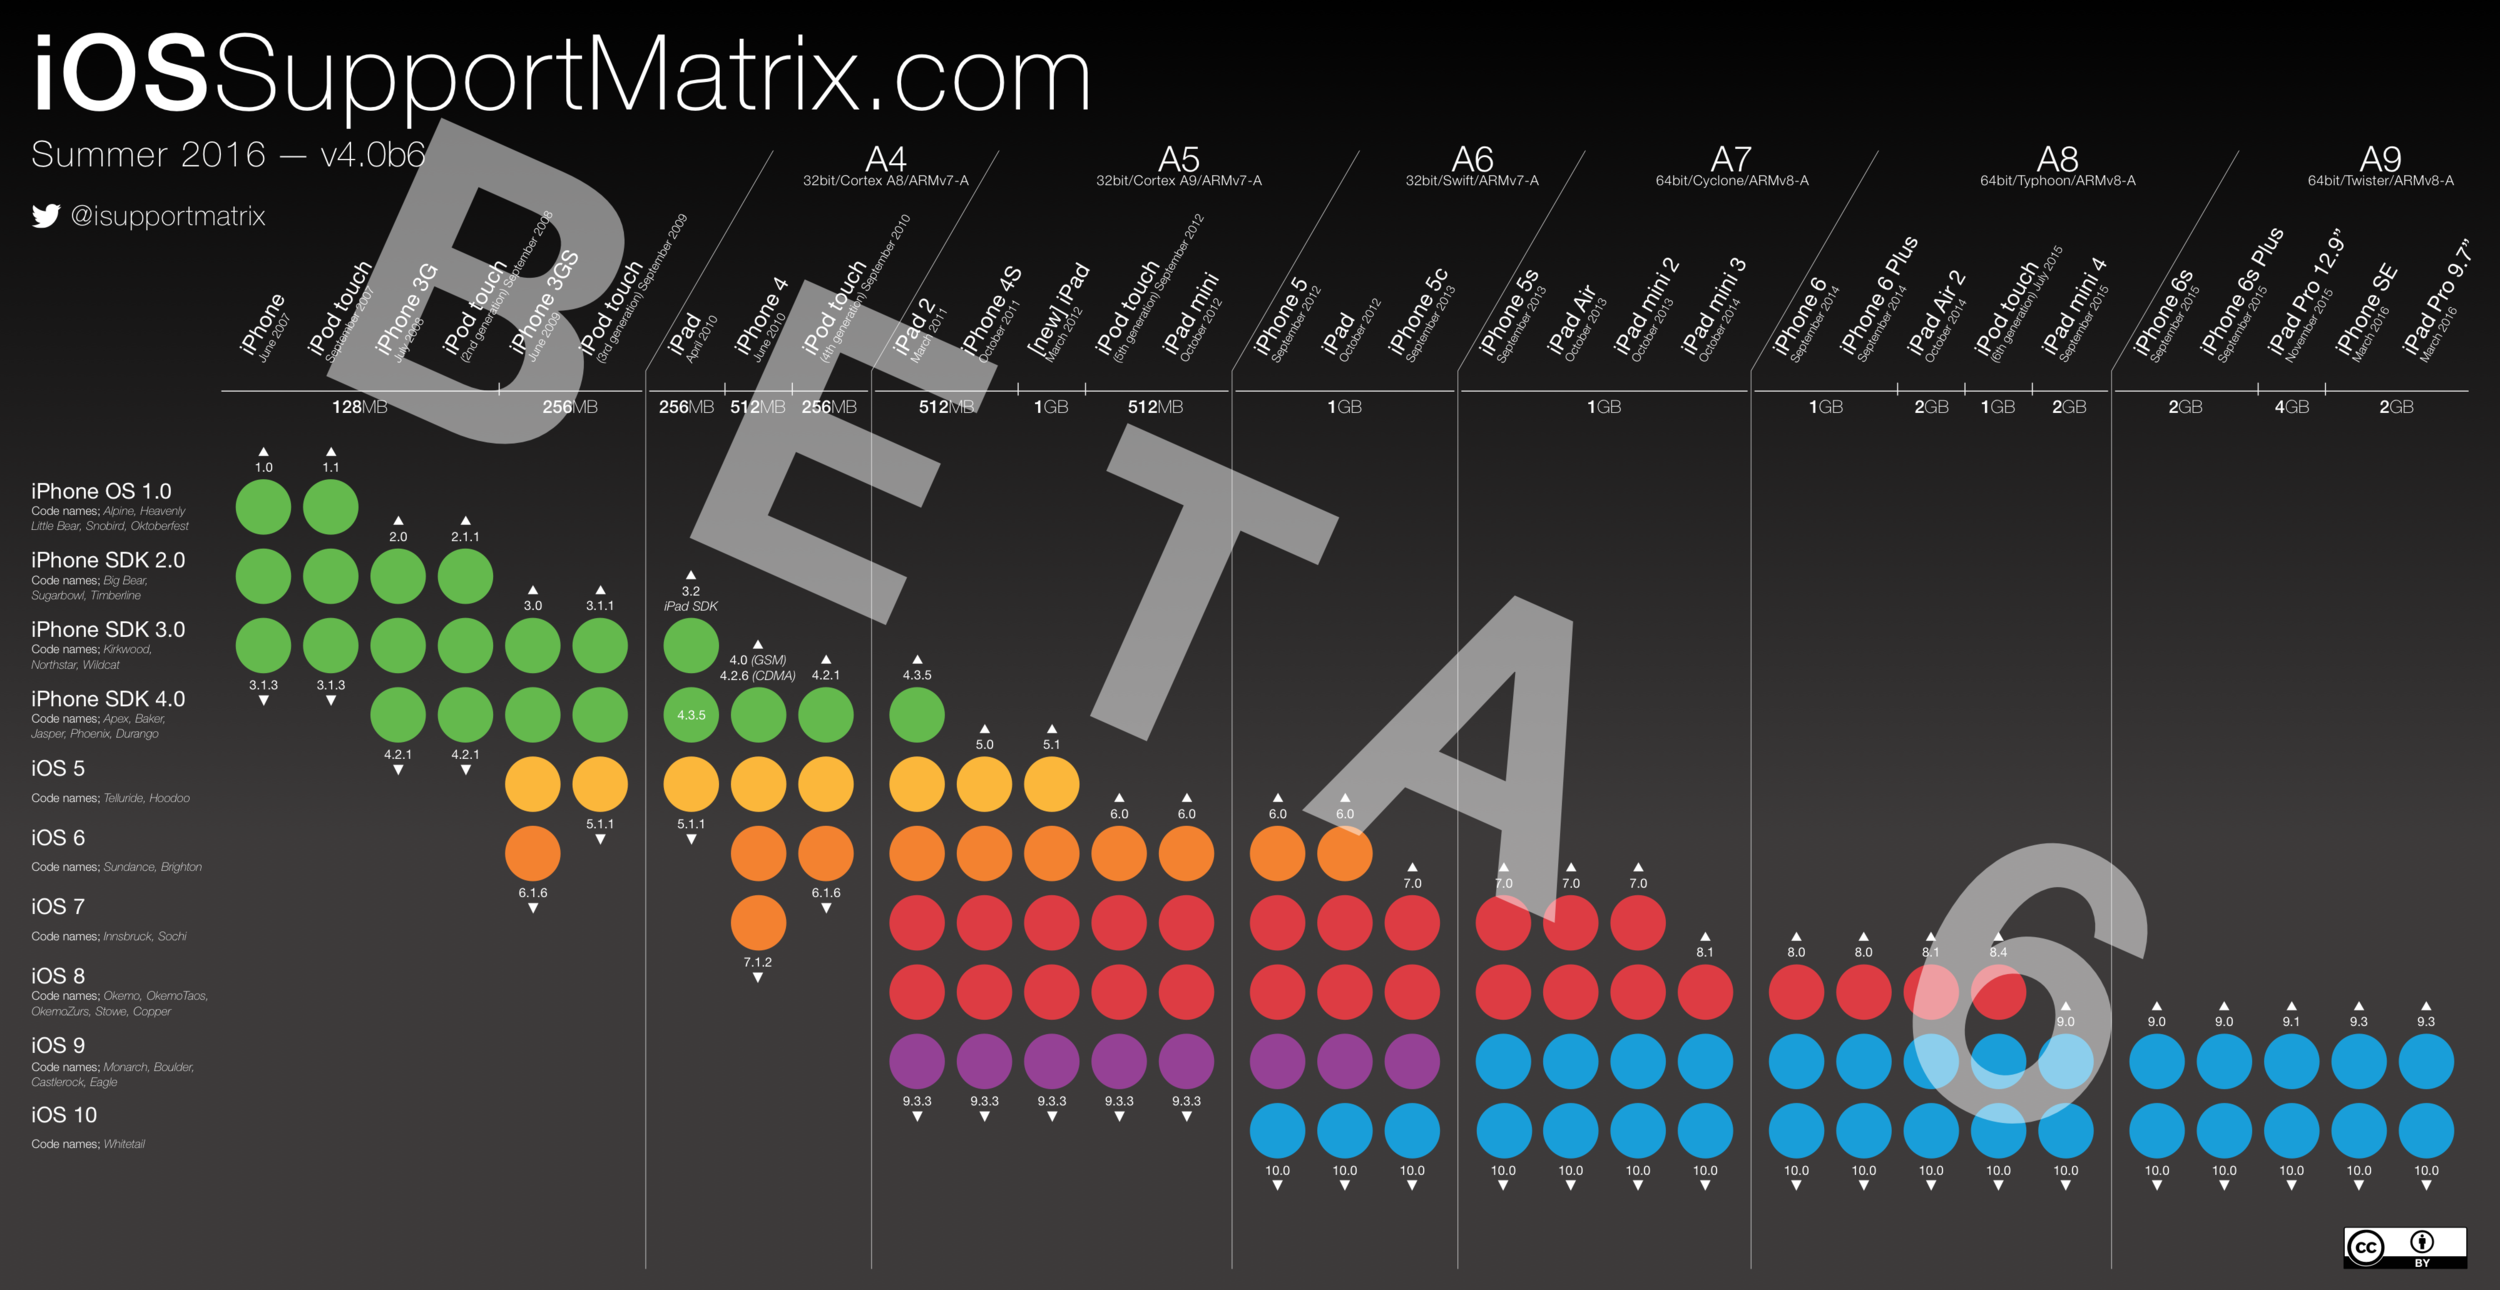 iOSSupportMatrix.com
Summer 2016 — v4.0b6
@isupportmatrix
A4
32bit/Cortex A8/ARMv7-A
A5
32bit/Cortex A9/ARMv7-A
A6
32bit/Swift/ARMv7-A
A7
64bit/Cyclone/ARMv8-A
A8
64bit/Typhoon/ARMv8-A
A9
64bit/Twister/ARMv8-A
iPhone
June 2007
iPod touch
September 2007
iPhone 3G
July 2008
iPod touch
(2nd generation) September 2008
iPhone 3GS
June 2009
iPod touch
(3rd generation) September 2009
iPad
April 2010
iPhone 4
June 2010
iPod touch
(4th generation) September 2010
iPad 2
March 2011
iPhone 4S
October 2011
[new] iPad
March 2012
iPod touch
(5th generation) September 2012
iPad mini
October 2012
iPhone 5
September 2012
iPad
October 2012
iPhone 5c
September 2013
iPhone 5s
September 2013
iPad Air
October 2013
iPad mini 2
October 2013
iPad mini 3
October 2014
iPhone 6
September 2014
iPhone 6 Plus
September 2014
iPad Air 2
October 2014
iPod touch
(6th generation) July 2015
iPad mini 4
September 2015
iPhone 6s
September 2015
iPhone 6s Plus
September 2015
iPad Pro 12.9”
November 2015
iPhone SE
March 2016
iPad Pro 9.7”
March 2016
128MB 256MB 256MB 512MB 256MB 512MB 1GB 512MB 1GB 1GB 1GB 2GB 1GB 2GB 2GB 4GB 2GB
BETA 6
1.0 1.1
iPhone OS 1.0
Code names; Alpine, Heavenly
Little Bear, Snobird, Oktoberfest
2.0 2.1.1
iPhone SDK 2.0
Code names; Big Bear,
Sugarbowl, Timberline
3.0 3.1.1 3.2
iPad SDK
iPhone SDK 3.0
Code names; Kirkwood,
Northstar, Wildcat
3.1.3 3.1.3 4.0 (GSM)
4.2.6 (CDMA) 4.2.1 4.3.5
iPhone SDK 4.0
Code names; Apex, Baker,
Jasper, Phoenix, Durango
4.3.5
4.2.1 4.2.1 5.0 5.1
iOS 5
Code names; Telluride, Hoodoo
5.1.1 5.1.1 6.0 6.0 6.0 6.0
iOS 6
Code names; Sundance, Brighton
6.1.6 6.1.6 7.0 7.0 7.0 7.0
iOS 7
Code names; Innsbruck, Sochi
7.1.2 8.1 8.0 8.0 8.1 8.4
iOS 8
Code names; Okemo, OkemoTaos,
OkemoZurs, Stowe, Copper
9.0 9.0 9.0 9.1 9.3 9.3
iOS 9
Code names; Monarch, Boulder,
Castlerock, Eagle
9.3.3 9.3.3 9.3.3 9.3.3 9.3.3
iOS 10
Code names; Whitetail
10.0 10.0 10.0 10.0 10.0 10.0 10.0 10.0 10.0 10.0 10.0 10.0 10.0 10.0 10.0 10.0 10.0
cc
BY